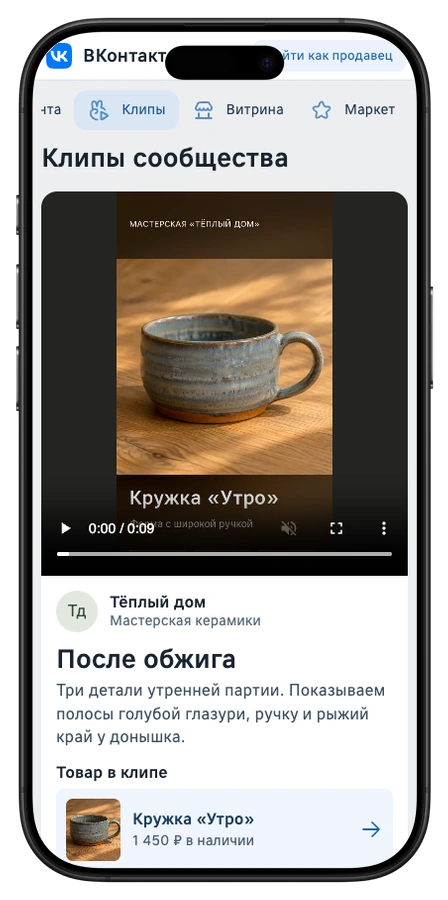 ВКонтакт
йти как продавец
нта
Клипы
Витрина
Маркет
Клипы сообщества
МАСТЕРСКАЯ «ТЁПЛЫЙ ДОМ»
Кружка «Утро»
с широкой ручкой
0:00 / 0:09
Тд
Тёплый дом
Мастерская керамики
После обжига
Три детали утренней партии. Показываем
полосы голубой глазури, ручку и рыжий
край у донышка.
Товар в клипе
Кружка «Утро»
1 450 ₽ в наличии